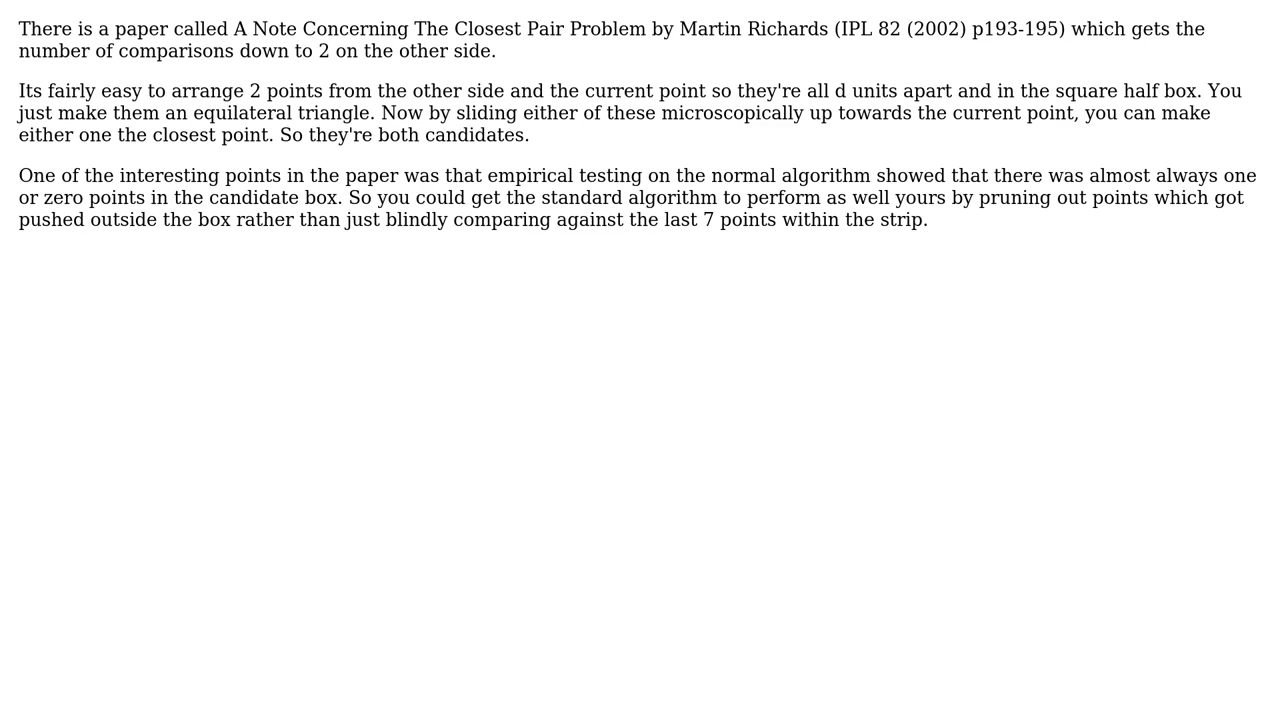 There is a paper called A Note Concerning The Closest Pair Problem by Martin Richards (IPL 82 (2002) p193-195) which gets the
number of comparisons down to 2 on the other side.
Its fairly easy to arrange 2 points from the other side and the current point so they're all d units apart and in the square half box. You
just make them an equilateral triangle. Now by sliding either of these microscopically up towards the current point, you can make
either one the closest point. So they're both candidates.
One of the interesting points in the paper was that empirical testing on the normal algorithm showed that there was almost always one
or zero points in the candidate box. So you could get the standard algorithm to perform as well yours by pruning out points which got
pushed outside the box rather than just blindly comparing against the last 7 points within the strip.